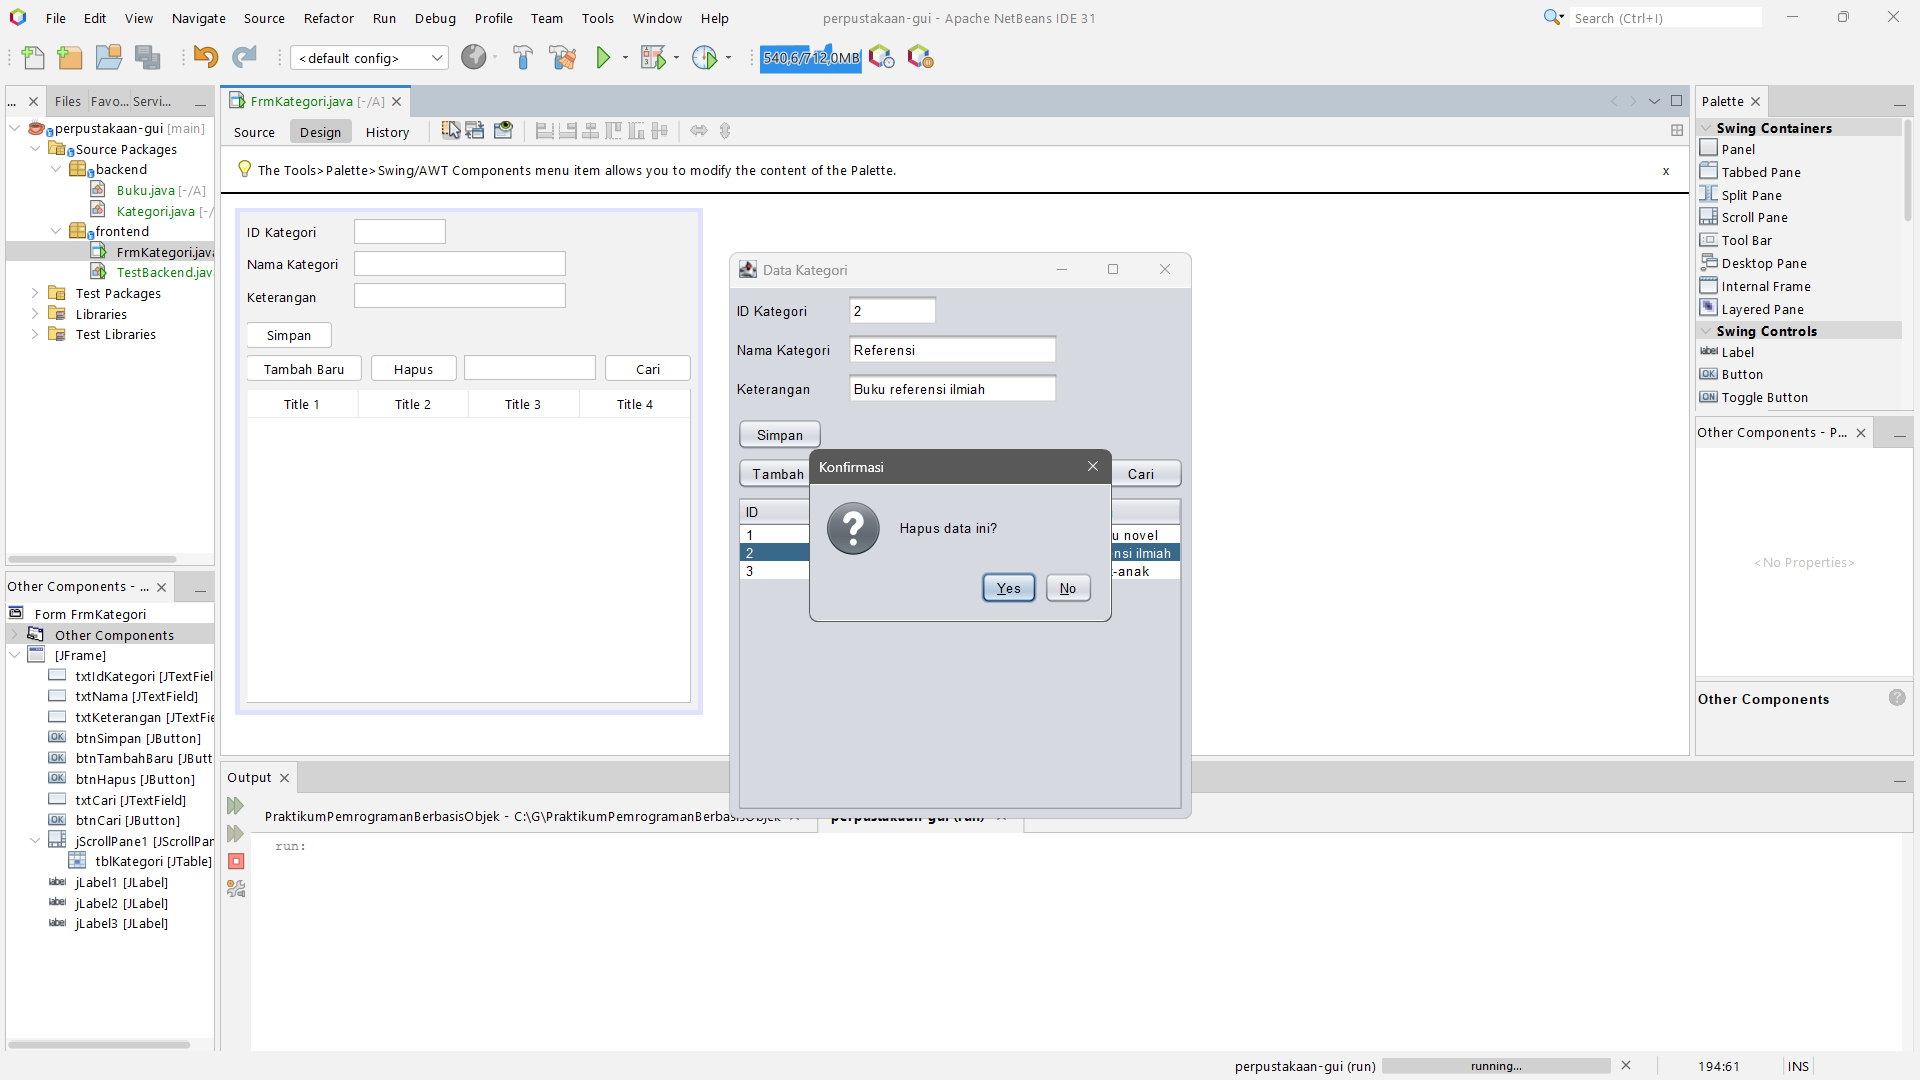 File Edit View Navigate Source Refactor Run Debug Profile Team Tools Window Help
perpustakaan-gui - Apache NetBeans IDE 31
Search (Ctrl+I)
<default config>
540,6/712,0MB
... Files Favo... Servi...
perpustakaan-gui [main]
Source Packages
backend
Buku.java [-/A]
Kategori.java [-/
frontend
FrmKategori.java
TestBackend.jav
Test Packages
Libraries
Test Libraries
Other Components - ...
Form FrmKategori
Other Components
[JFrame]
txtIdKategori [JTextFiel
txtNama [JTextField]
txtKeterangan [JTextFie
btnSimpan [JButton]
btnTambahBaru [JButt
btnHapus [JButton]
txtCari [JTextField]
btnCari [JButton]
jScrollPane1 [JScrollPan
tblKategori [JTable]
jLabel1 [JLabel]
jLabel2 [JLabel]
jLabel3 [JLabel]
FrmKategori.java [-/A]
Source Design History
The Tools>Palette>Swing/AWT Components menu item allows you to modify the content of the Palette.
x
ID Kategori
Nama Kategori
Keterangan
Simpan
Tambah Baru Hapus Cari
Title 1 Title 2 Title 3 Title 4
Data Kategori
ID Kategori 2
Nama Kategori Referensi
Keterangan Buku referensi ilmiah
Simpan
Tambah Cari
ID
1 u novel
2 nsi ilmiah
3 -anak
Konfirmasi
Hapus data ini?
Yes No
Output
PraktikumPemrogramanBerbasisObjek - C:\G\PraktikumPemrogramanBerbasisObjek
perpustakaan-gui (run)
run:
Palette
Swing Containers
Panel
Tabbed Pane
Split Pane
Scroll Pane
Tool Bar
Desktop Pane
Internal Frame
Layered Pane
Swing Controls
label Label
OK Button
ON Toggle Button
Other Components - P...
<No Properties>
Other Components
perpustakaan-gui (run) running... 194:61 INS